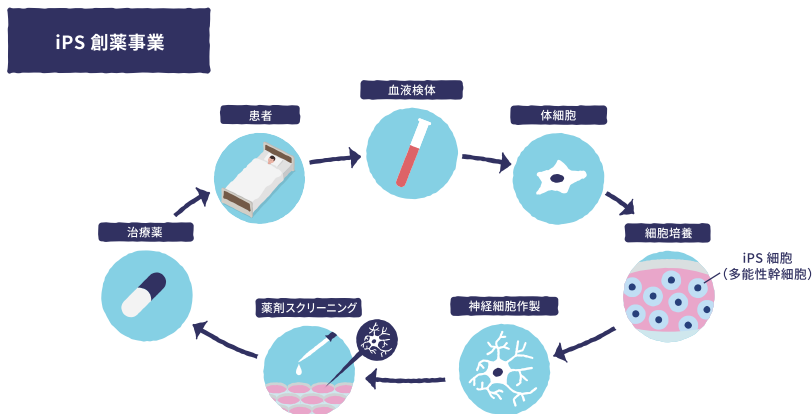 iPS 創薬事業
患者
血液検体
体細胞
細胞培養
iPS 細胞
(多能性幹細胞)
神経細胞作製
薬剤スクリーニング
治療薬